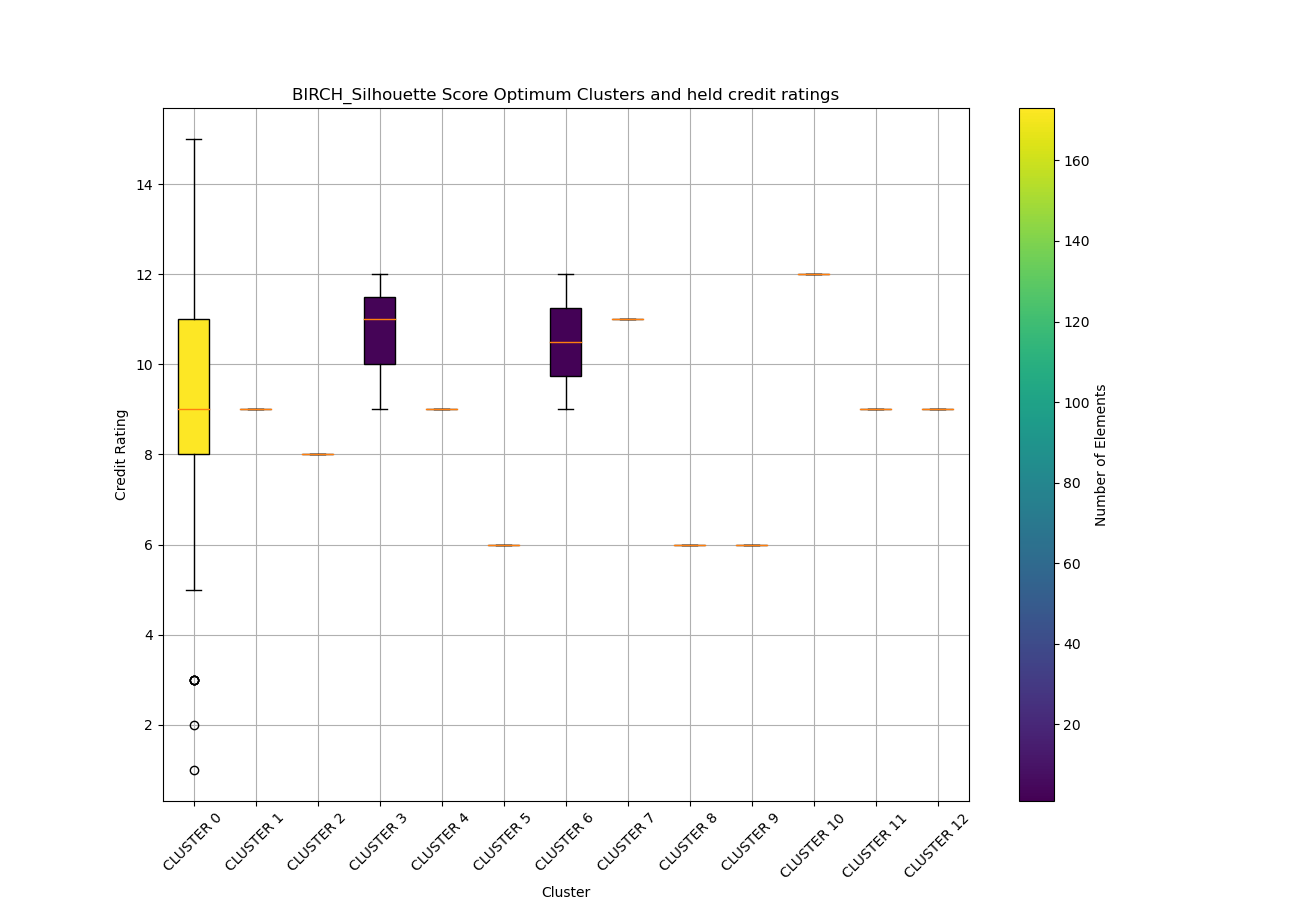 BIRCH_Silhouette Score Optimum Clusters and held credit ratings
14
12
10
8
6
4
2
Credit Rating
CLUSTER 0
CLUSTER 1
CLUSTER 2
CLUSTER 3
CLUSTER 4
CLUSTER 5
CLUSTER 6
CLUSTER 7
CLUSTER 8
CLUSTER 9
CLUSTER 10
CLUSTER 11
CLUSTER 12
Cluster
160
140
120
100
80
60
40
20
Number of Elements